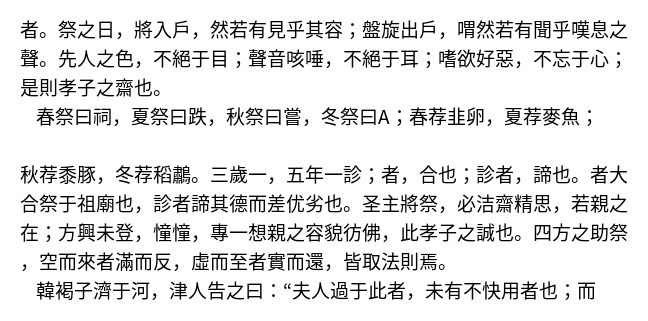 者。祭之日，將入戶，然若有見乎其容；盤旋出戶，喟然若有聞乎嘆息之
聲。先人之色，不絕于目；聲音咳唾，不絕于耳；嗜欲好惡，不忘于心；
是則孝子之齋也。
春祭曰祠，夏祭曰跌，秋祭曰嘗，冬祭曰A；春荐韭卵，夏荐麥魚；
秋荐黍豚，冬荐稻鷫。三歲一，五年一診；者，合也；診者，諦也。者大
合祭于祖廟也，診者諦其德而差优劣也。圣主將祭，必洁齋精思，若親之
在；方興未登，憧憧，專一想親之容貌彷佛，此孝子之誠也。四方之助祭
，空而來者滿而反，虛而至者實而還，皆取法則焉。
韓褐子濟于河，津人告之曰：“夫人過于此者，未有不快用者也；而